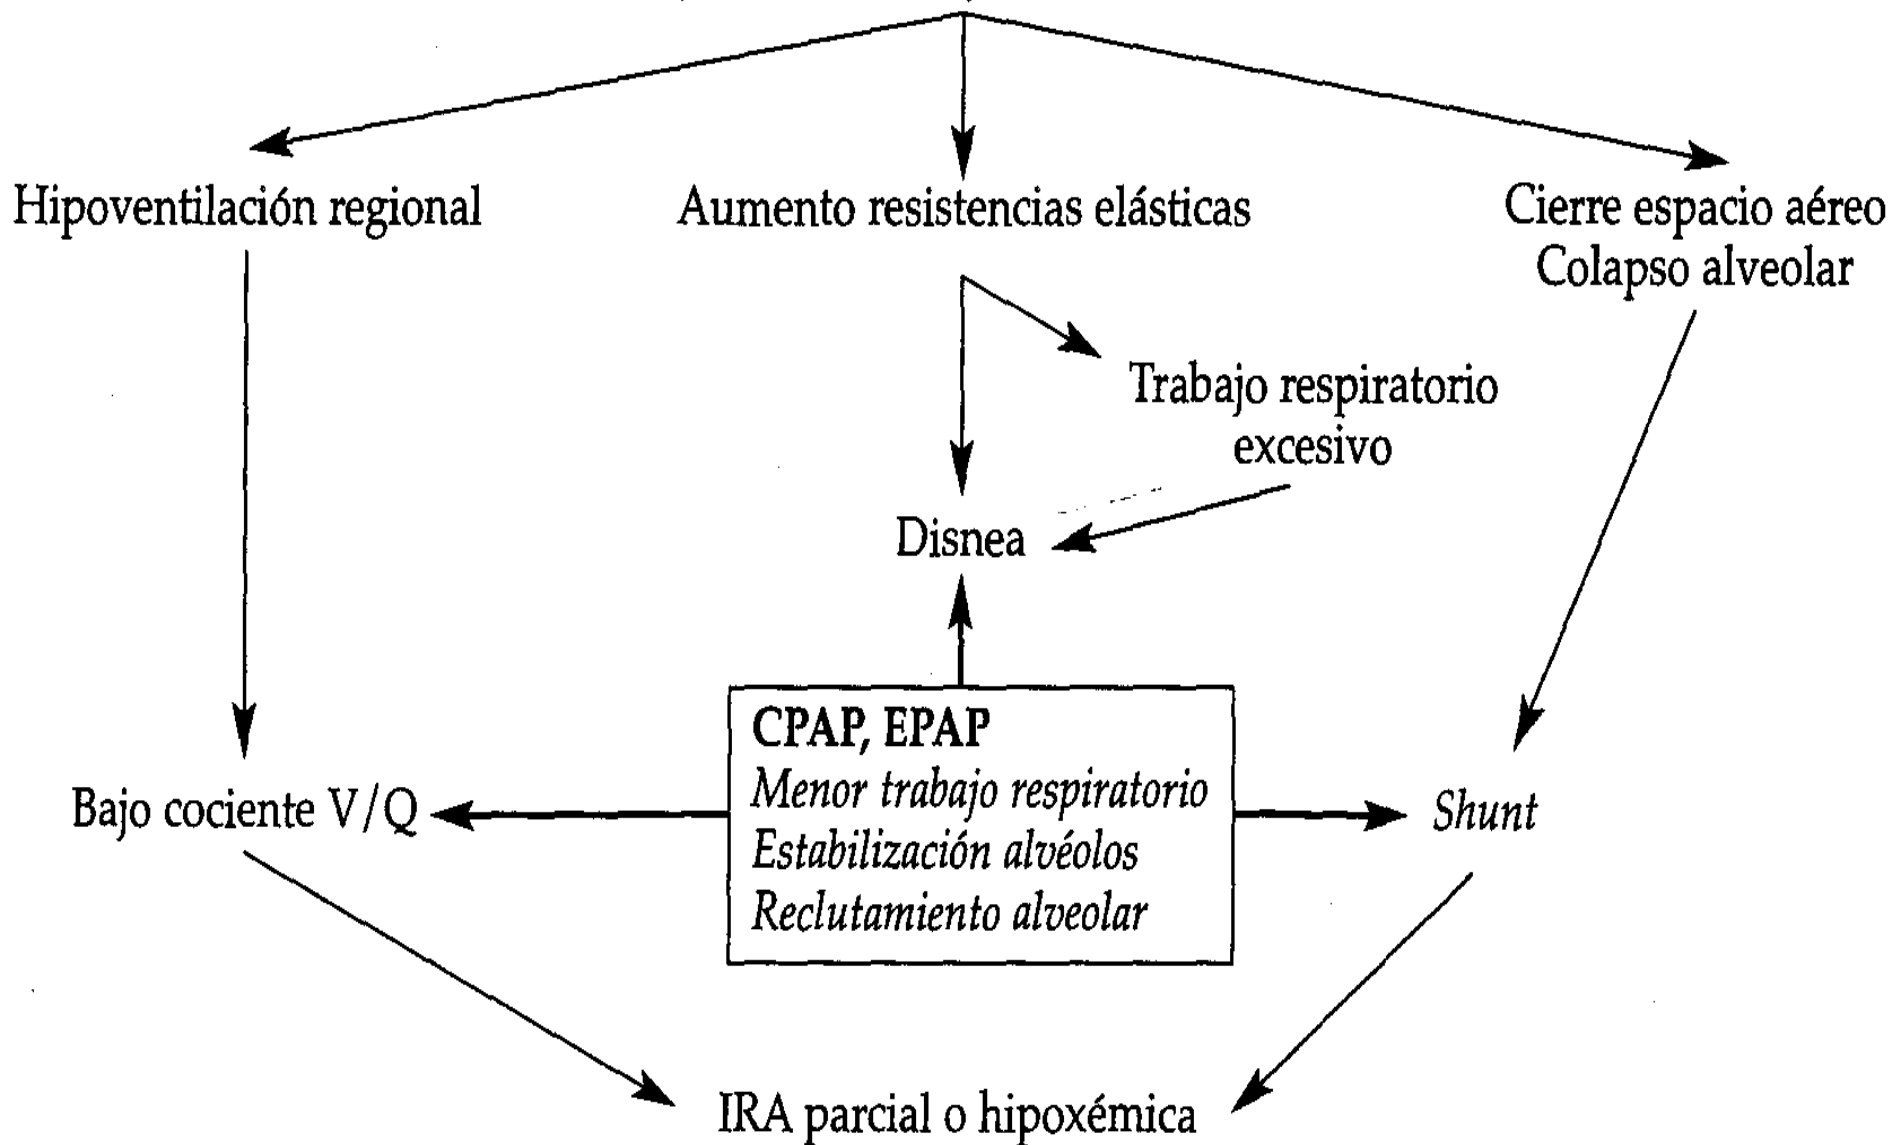 Hipoventilación regional
Aumento resistencias elásticas
Cierre espacio aéreo
Colapso alveolar
Trabajo respiratorio
excesivo
Disnea
CPAP, EPAP
Menor trabajo respiratorio
Estabilización alvéolos
Reclutamiento alveolar
Bajo cociente V/Q
Shunt
IRA parcial o hipoxémica